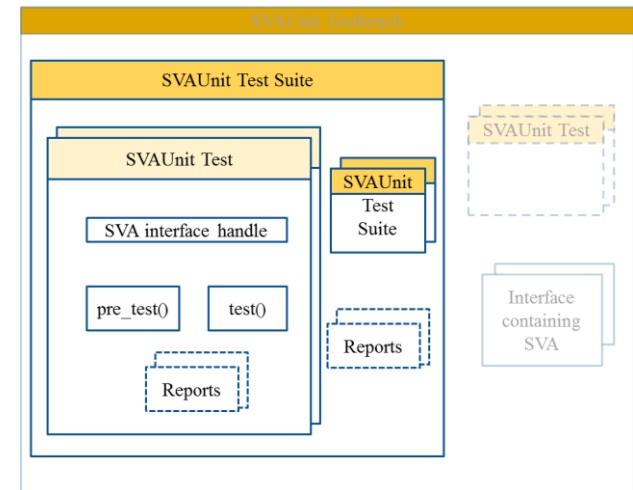 SVAUnit Testbench
SVAUnit Test Suite
SVAUnit Test
SVA interface handle
pre_test()
test()
Reports
SVAUnit
Test
Suite
Reports
SVAUnit Test
Interface
containing
SVA